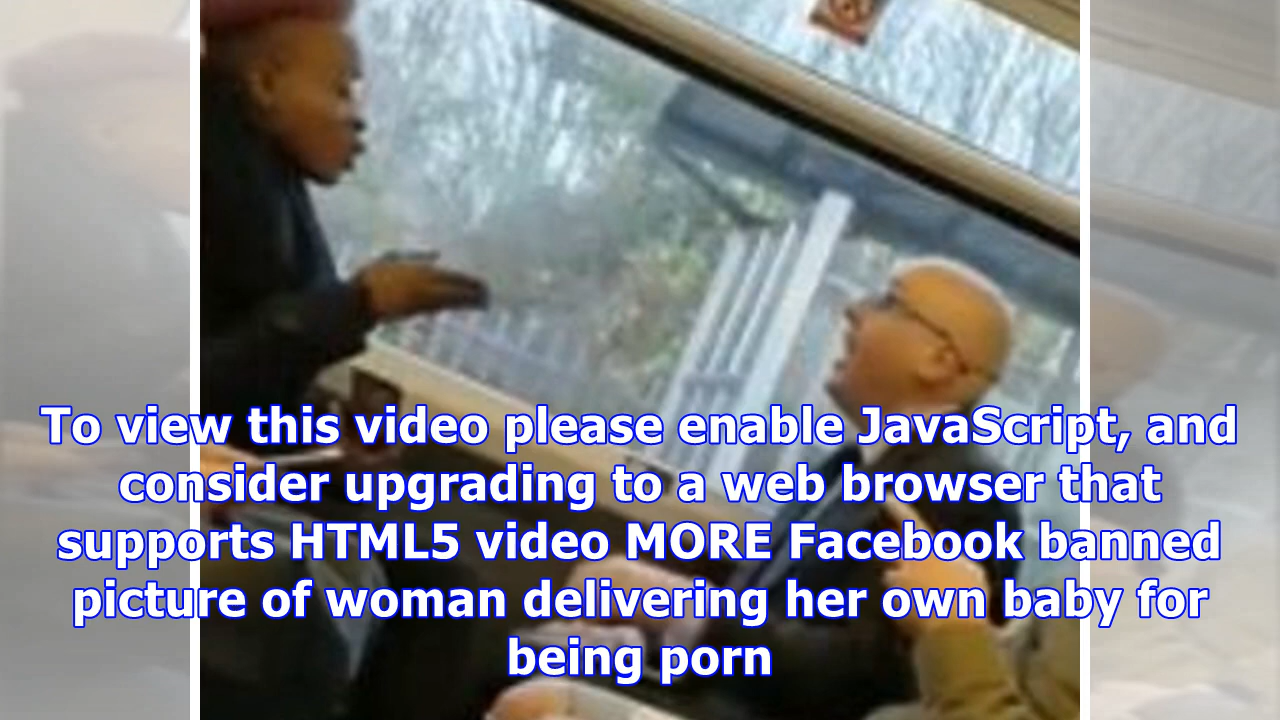 To view this video please enable JavaScript, and
consider upgrading to a web browser that
supports HTML5 video MORE Facebook banned
picture of woman delivering her own baby for
being porn